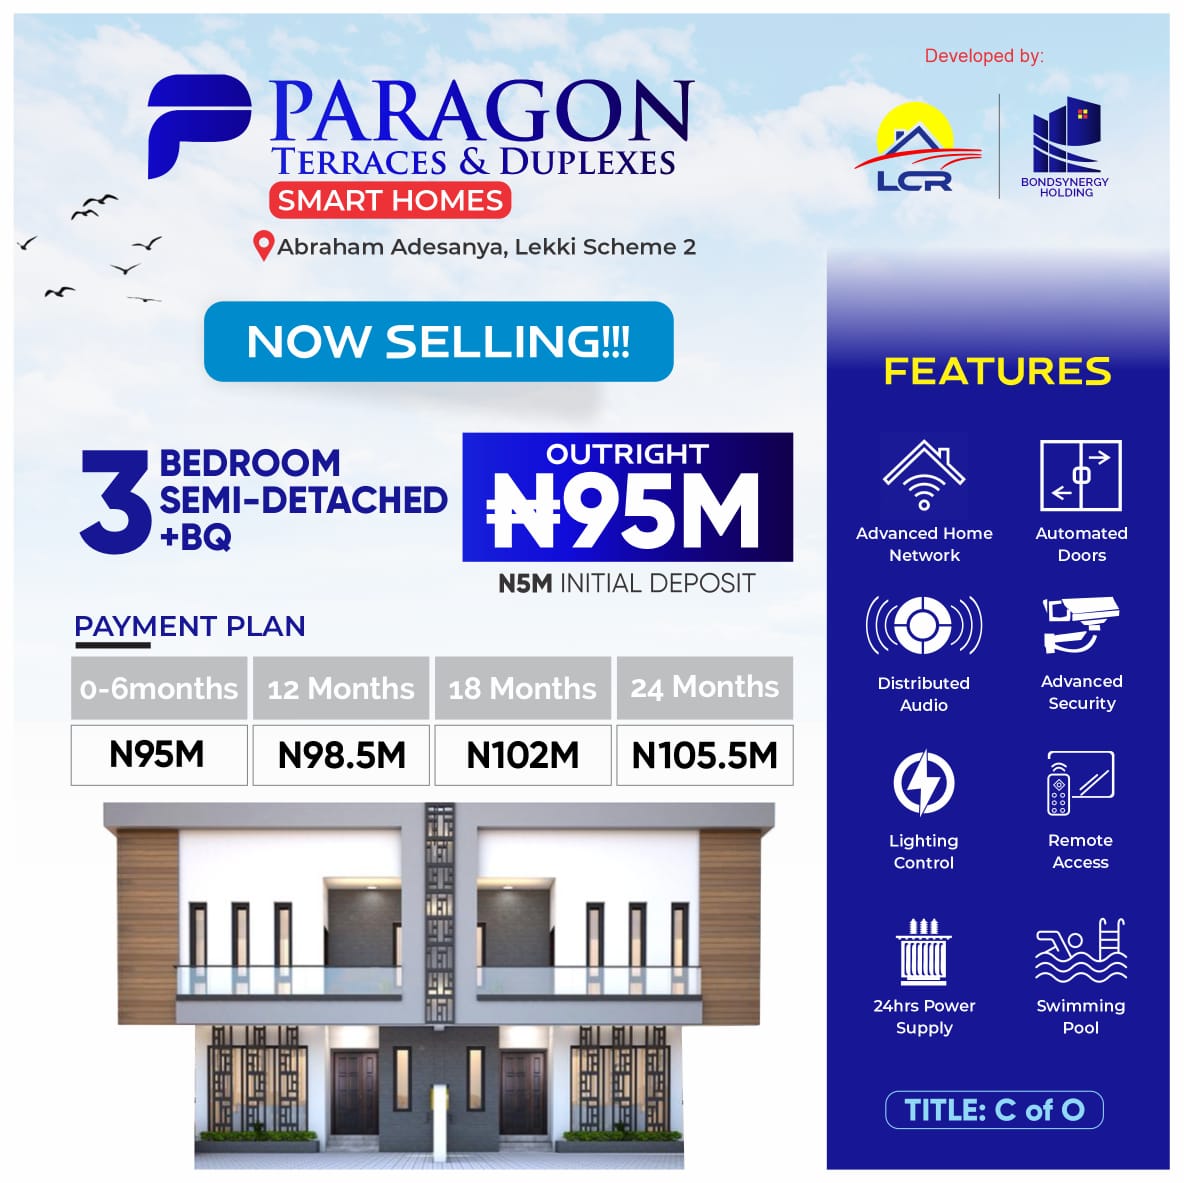 Developed by:
PARAGON
TERRACES & DUPLEXES
SMART HOMES
Abraham Adesanya, Lekki Scheme 2
LCR
BONDSYNERGY
HOLDING
NOW SELLING!!!
3 BEDROOM
SEMI-DETACHED
+BQ
OUTRIGHT
₦95M
N5M INITIAL DEPOSIT
PAYMENT PLAN
0-6months 12 Months 18 Months 24 Months
N95M N98.5M N102M N105.5M
FEATURES
Advanced Home
Network
Automated
Doors
Distributed
Audio
Advanced
Security
Lighting
Control
Remote
Access
24hrs Power
Supply
Swimming
Pool
TITLE: C of O